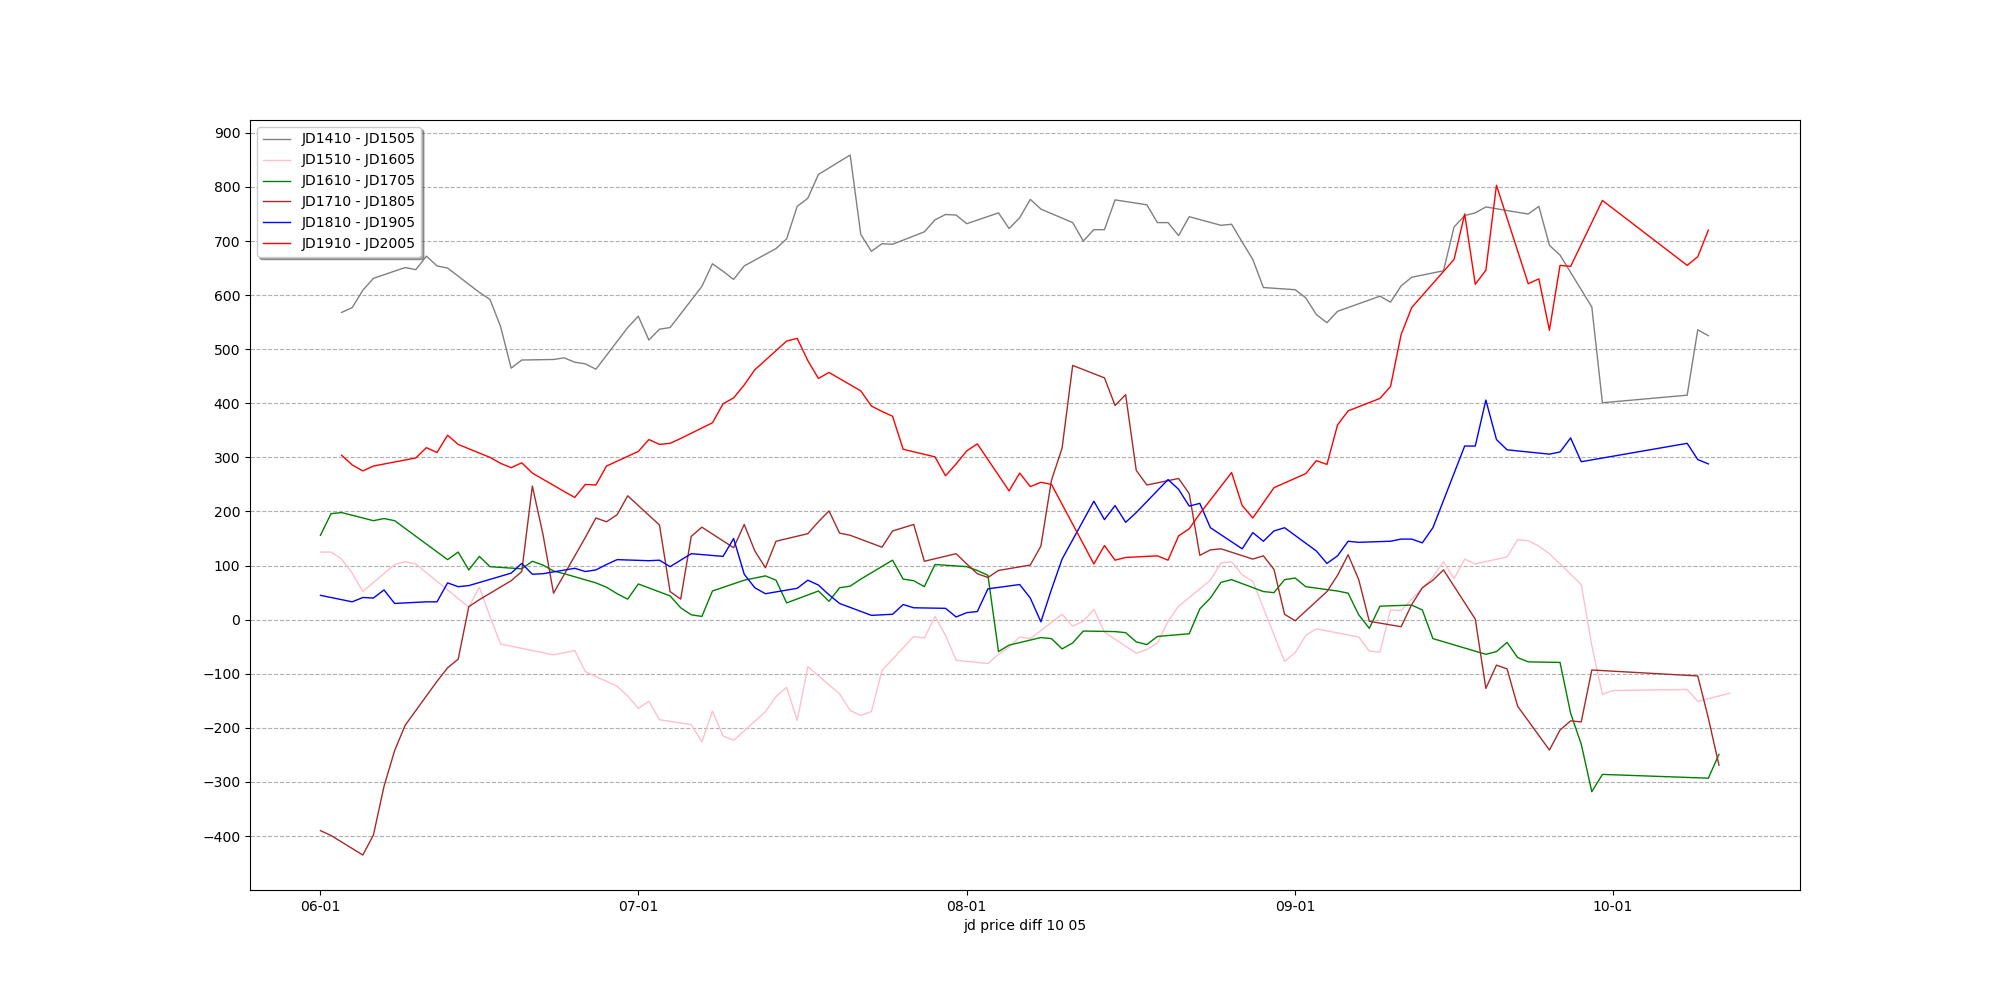 900
800
700
600
500
400
300
200
100
0
−100
−200
−300
−400
JD1410 - JD1505
JD1510 - JD1605
JD1610 - JD1705
JD1710 - JD1805
JD1810 - JD1905
JD1910 - JD2005
06-01 07-01 08-01 09-01 10-01
jd price diff 10 05